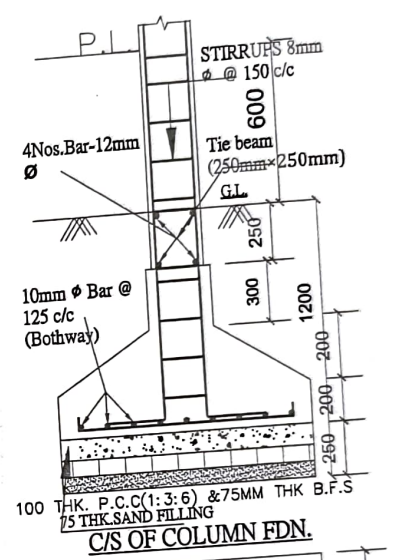 P.L.
STIRRUPS 8mm
Ø @ 150 c/c
600
4Nos.Bar-12mm
Ø
Tie beam
(250mm×250mm)
G.L.
250
10mm Ø Bar @
125 c/c
(Bothway)
300
1200
200
200
250
100 THK. P.C.C(1:3:6) &75MM THK B.F.S
75 THK.SAND FILLING
C/S OF COLUMN FDN.